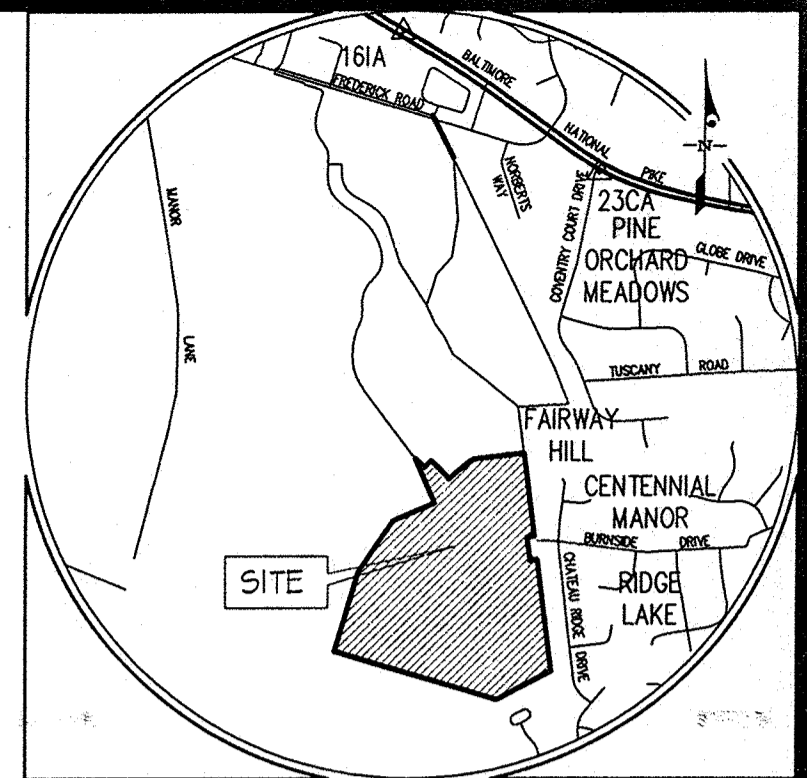 161A
BALTIMORE
NATIONAL
PIKE
FREDERICK ROAD
NORBERTS
WAY
-N-
MANOR
LANE
COVENTRY COURT DRIVE
23CA
PINE
ORCHARD
MEADOWS
GLOBE DRIVE
TUSCANY ROAD
FAIRWAY
HILL
CENTENNIAL
MANOR
BURNSIDE DRIVE
SITE
CHATEAU RIDGE DRIVE
RIDGE
LAKE